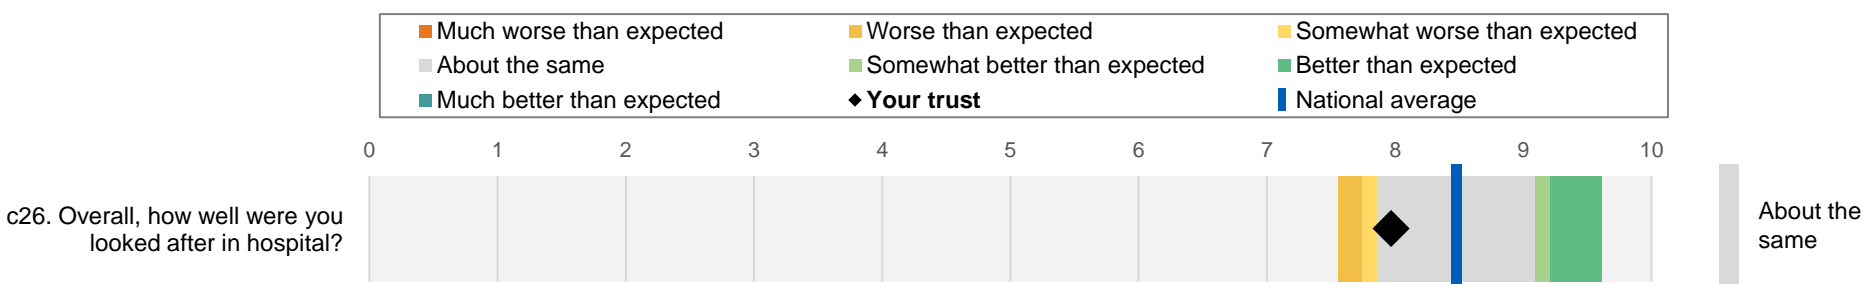 Much worse than expected
Worse than expected
Somewhat worse than expected
About the same
Somewhat better than expected
Better than expected
Much better than expected
Your trust
National average
0 1 2 3 4 5 6 7 8 9 10
c26. Overall, how well were you
looked after in hospital?
About the
same